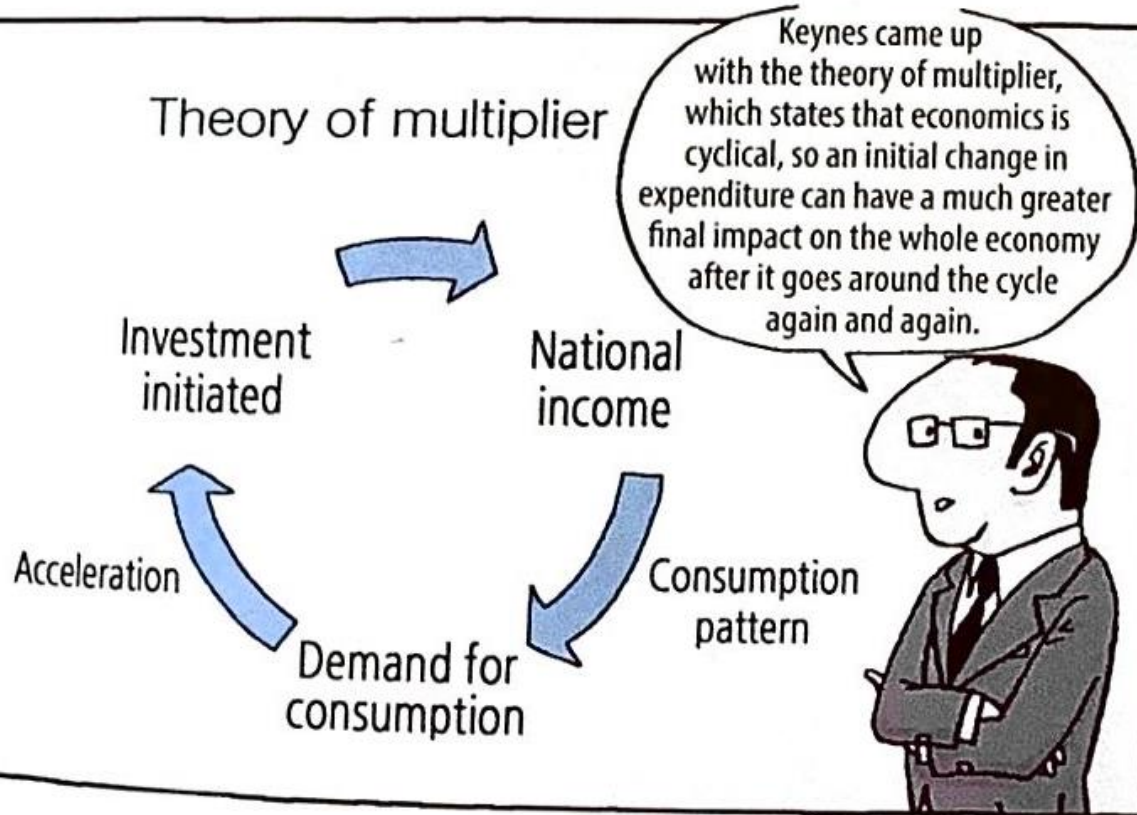 Theory of multiplier
Keynes came up
with the theory of multiplier,
which states that economics is
cyclical, so an initial change in
expenditure can have a much greater
final impact on the whole economy
after it goes around the cycle
again and again.
Investment
initiated
National
income
Consumption
pattern
Demand for
consumption
Acceleration